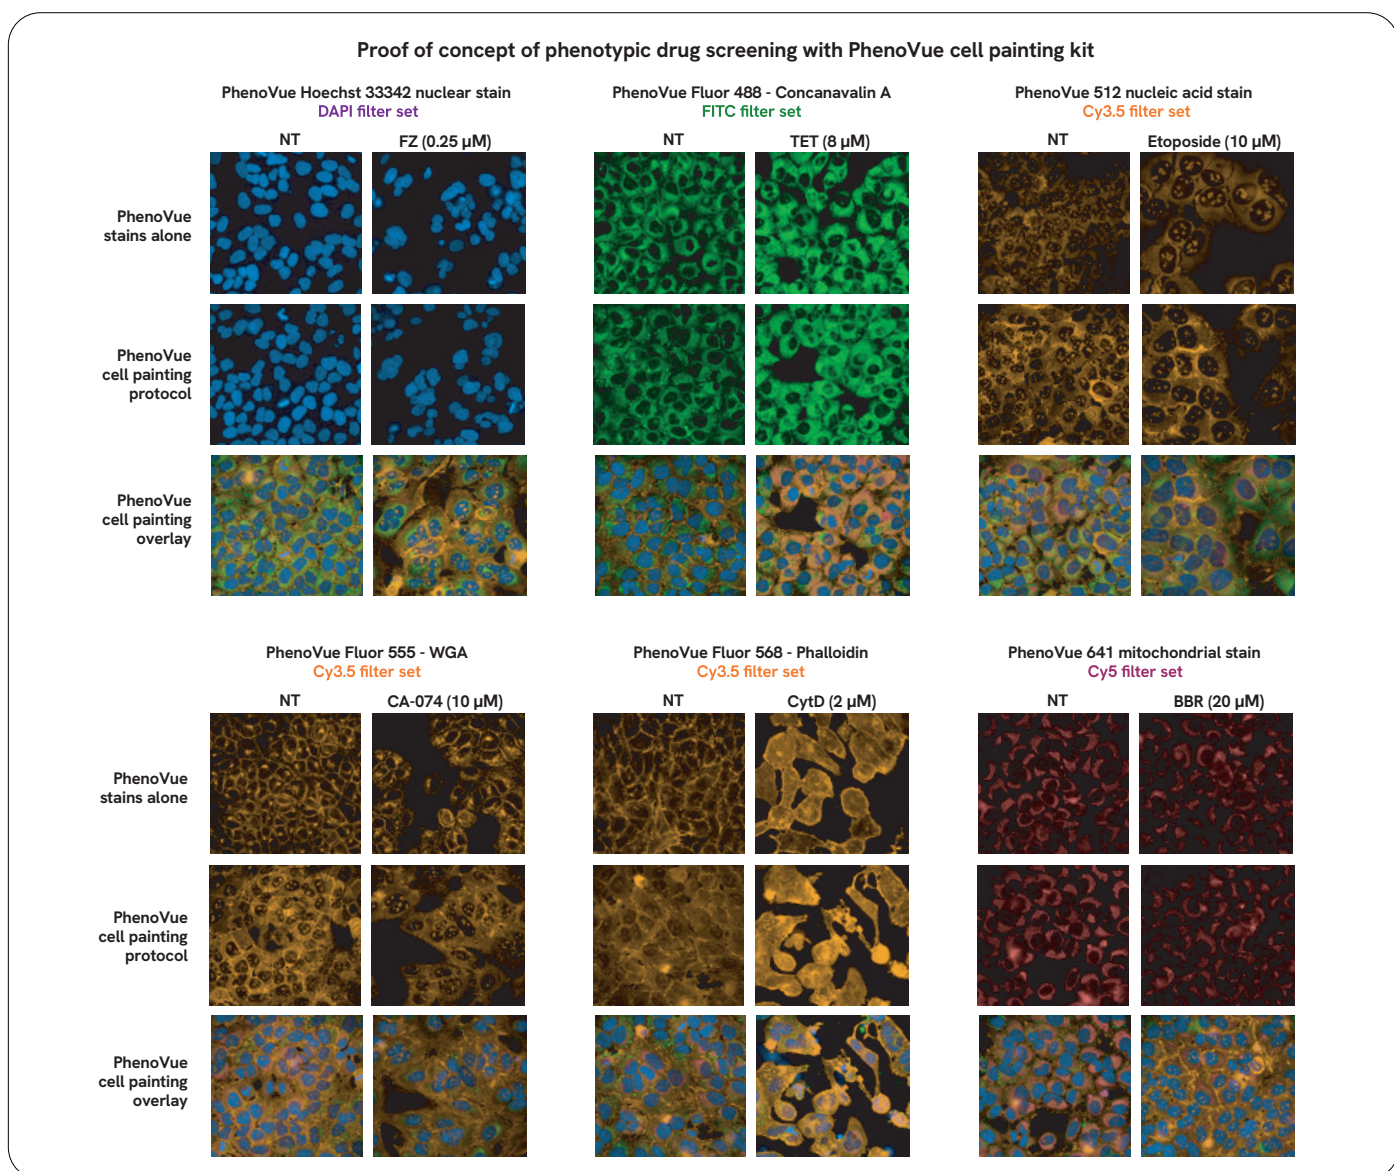 Proof of concept of phenotypic drug screening with PhenoVue cell painting kit
PhenoVue Hoechst 33342 nuclear stain
DAPI filter set
NT
FZ (0.25 µM)
PhenoVue Fluor 488 - Concanavalin A
FITC filter set
NT
TET (8 µM)
PhenoVue 512 nucleic acid stain
Cy3.5 filter set
NT
Etoposide (10 µM)
PhenoVue
stains alone
PhenoVue
cell painting
protocol
PhenoVue
cell painting
overlay
PhenoVue Fluor 555 - WGA
Cy3.5 filter set
NT
CA-074 (10 µM)
PhenoVue Fluor 568 - Phalloidin
Cy3.5 filter set
NT
CytD (2 µM)
PhenoVue 641 mitochondrial stain
Cy5 filter set
NT
BBR (20 µM)
PhenoVue
stains alone
PhenoVue
cell painting
protocol
PhenoVue
cell painting
overlay